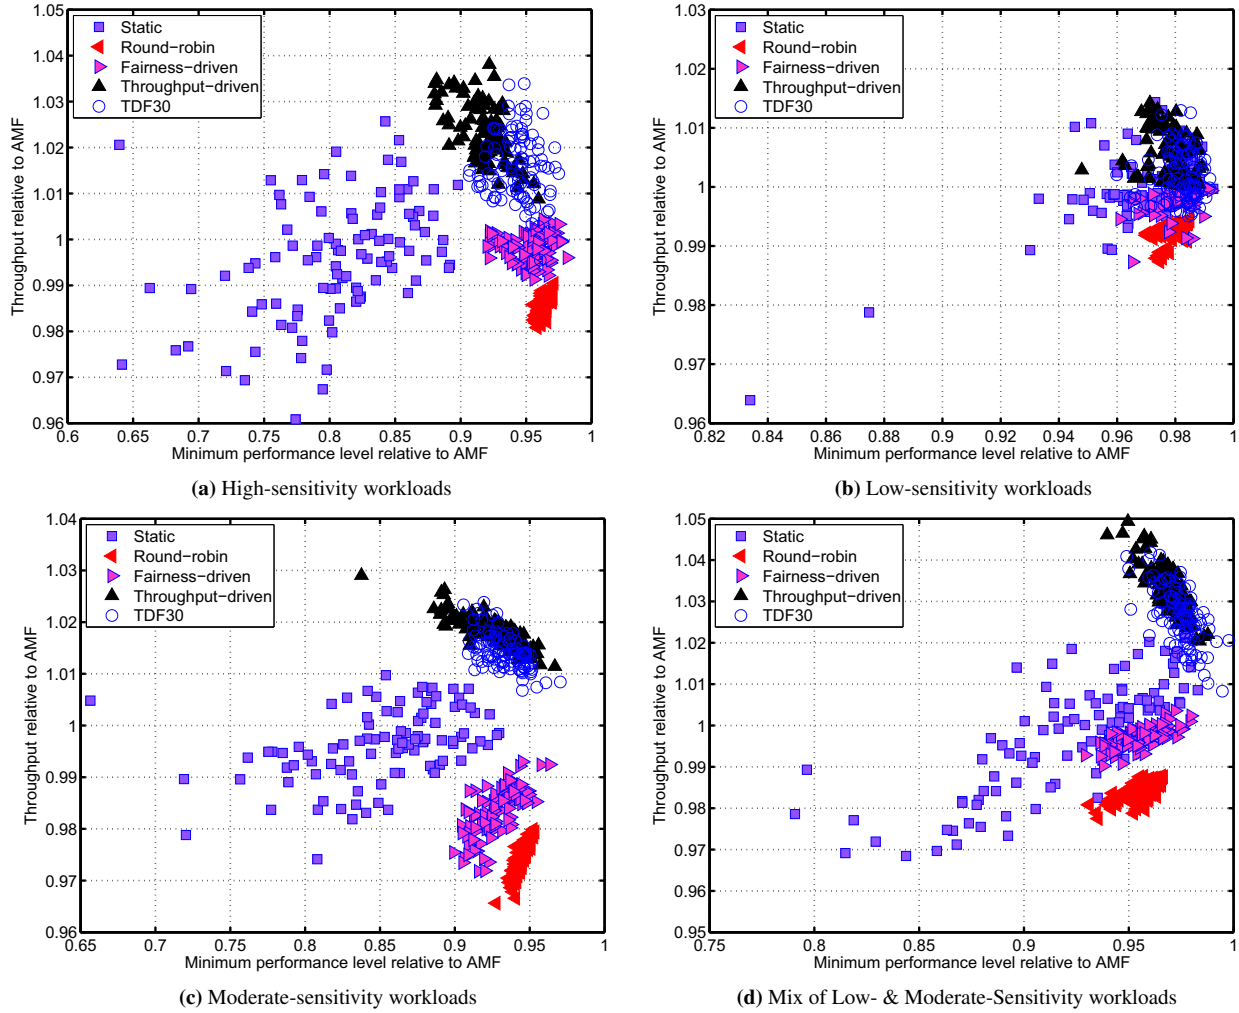 1.05
1.04
1.03
1.02
1.01
1
0.99
0.98
0.97
0.96
Throughput relative to AMF
Static
Round−robin
Fairness−driven
Throughput−driven
TDF30
0.6 0.65 0.7 0.75 0.8 0.85 0.9 0.95 1
Minimum performance level relative to AMF
(a) High-sensitivity workloads
1.03
1.02
1.01
1
0.99
0.98
0.97
0.96
Throughput relative to AMF
Static
Round−robin
Fairness−driven
Throughput−driven
TDF30
0.82 0.84 0.86 0.88 0.9 0.92 0.94 0.96 0.98 1
Minimum performance level relative to AMF
(b) Low-sensitivity workloads
1.04
1.03
1.02
1.01
1
0.99
0.98
0.97
0.96
Throughput relative to AMF
Static
Round−robin
Fairness−driven
Throughput−driven
TDF30
0.65 0.7 0.75 0.8 0.85 0.9 0.95 1
Minimum performance level relative to AMF
(c) Moderate-sensitivity workloads
1.05
1.04
1.03
1.02
1.01
1
0.99
0.98
0.97
0.96
0.95
Throughput relative to AMF
Static
Round−robin
Fairness−driven
Throughput−driven
TDF30
0.75 0.8 0.85 0.9 0.95 1
Minimum performance level relative to AMF
(d) Mix of Low- & Moderate-Sensitivity workloads